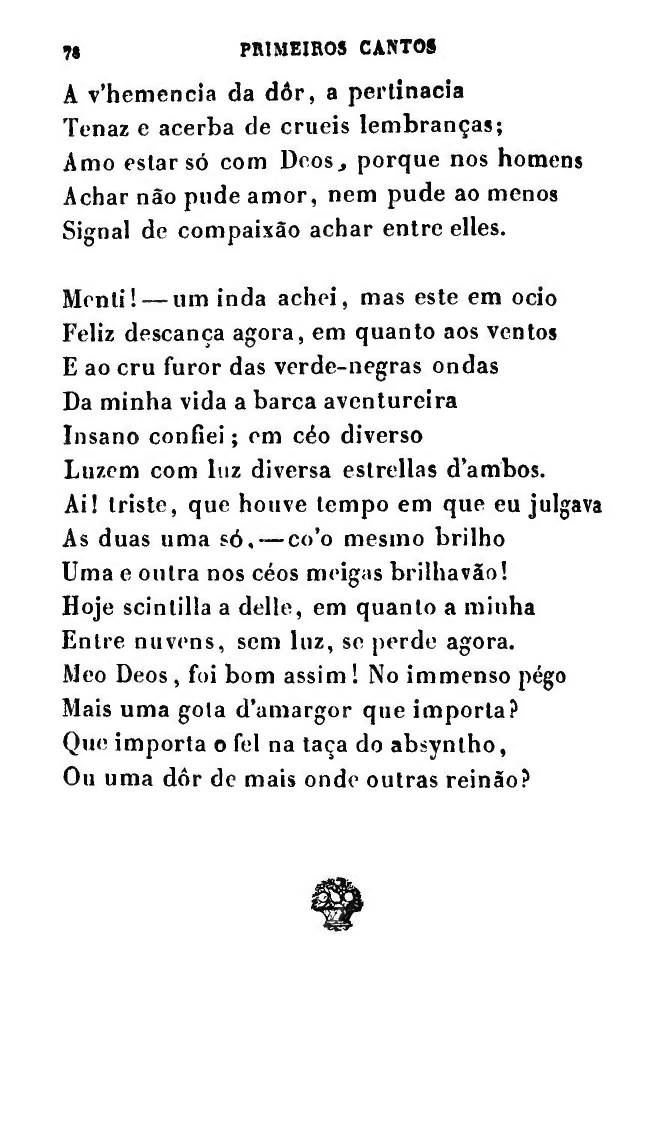 78 PRIMEIROS CANTOS
A v'hemencia da dôr, a pertinacia
Tenaz e acerba de crueis lembranças;
Amo estar só com Deos, porque nos homens
Achar não pude amor, nem pude ao menos
Signal de compaixão achar entre elles.
Menti! — um inda achei, mas este em ocio
Feliz descança agora, em quanto aos ventos
E ao cru furor das verde-negras ondas
Da minha vida a barca aventureira
Insano confiei; em céo diverso
Luzem com luz diversa estrellas d'ambos.
Ai! triste, que houve tempo em que eu julgava
As duas uma só, — co'o mesmo brilho
Uma e outra nos céos meigas brilhavão!
Hoje scintilla a delle, em quanto a minha
Entre nuvens, sem luz, se perde agora.
Meo Deos, foi bom assim! No immenso pégo
Mais uma gota d'amargor que importa?
Que importa o fel na taça do absyntho,
Ou uma dôr de mais onde outras reinão?